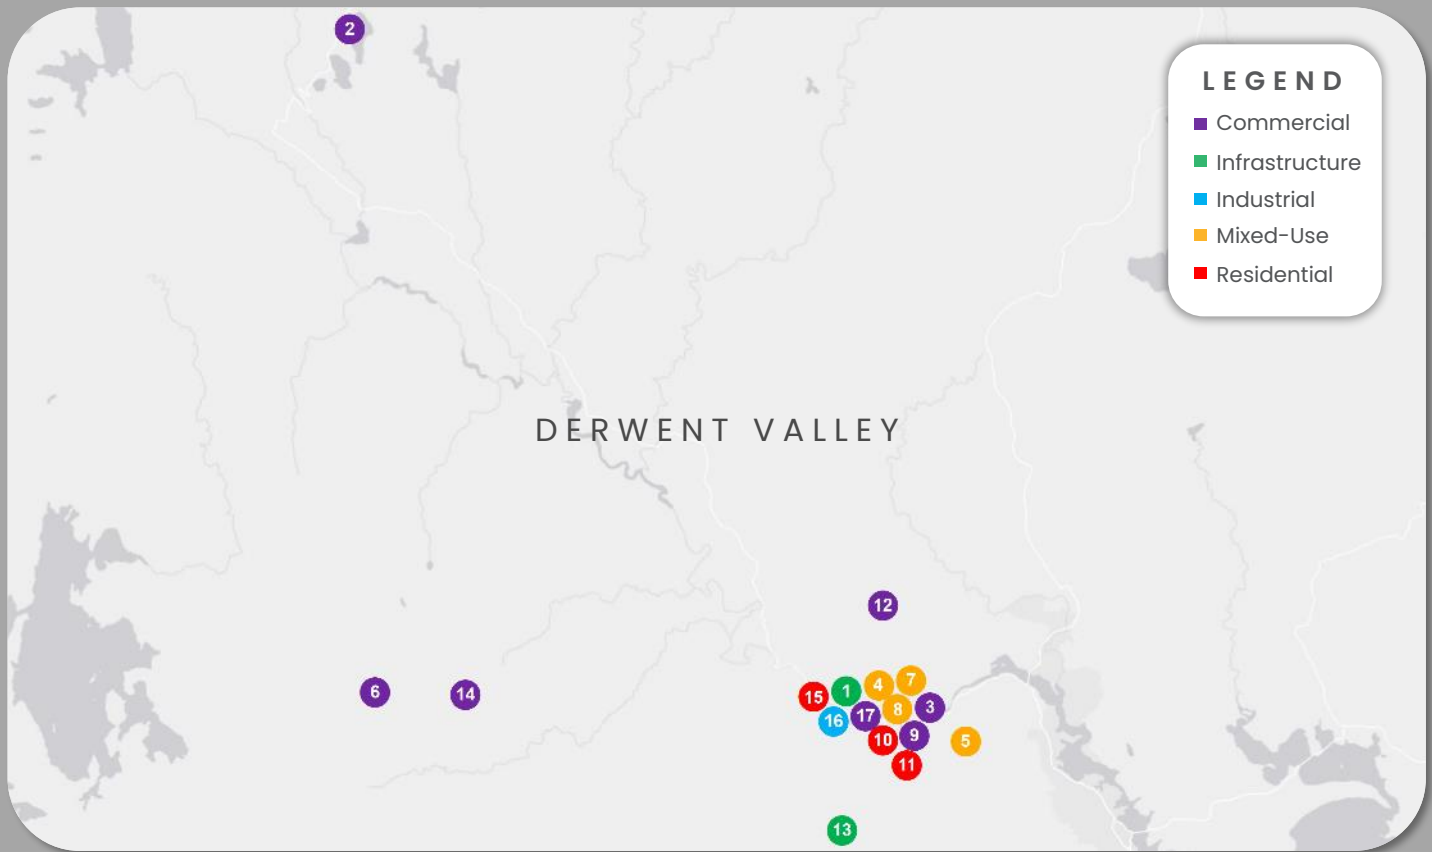 2
LEGEND
Commercial
Infrastructure
Industrial
Mixed-Use
Residential
DERWENT VALLEY
12
6
14
15
1
4
7
16
17
8
3
10
9
5
11
13